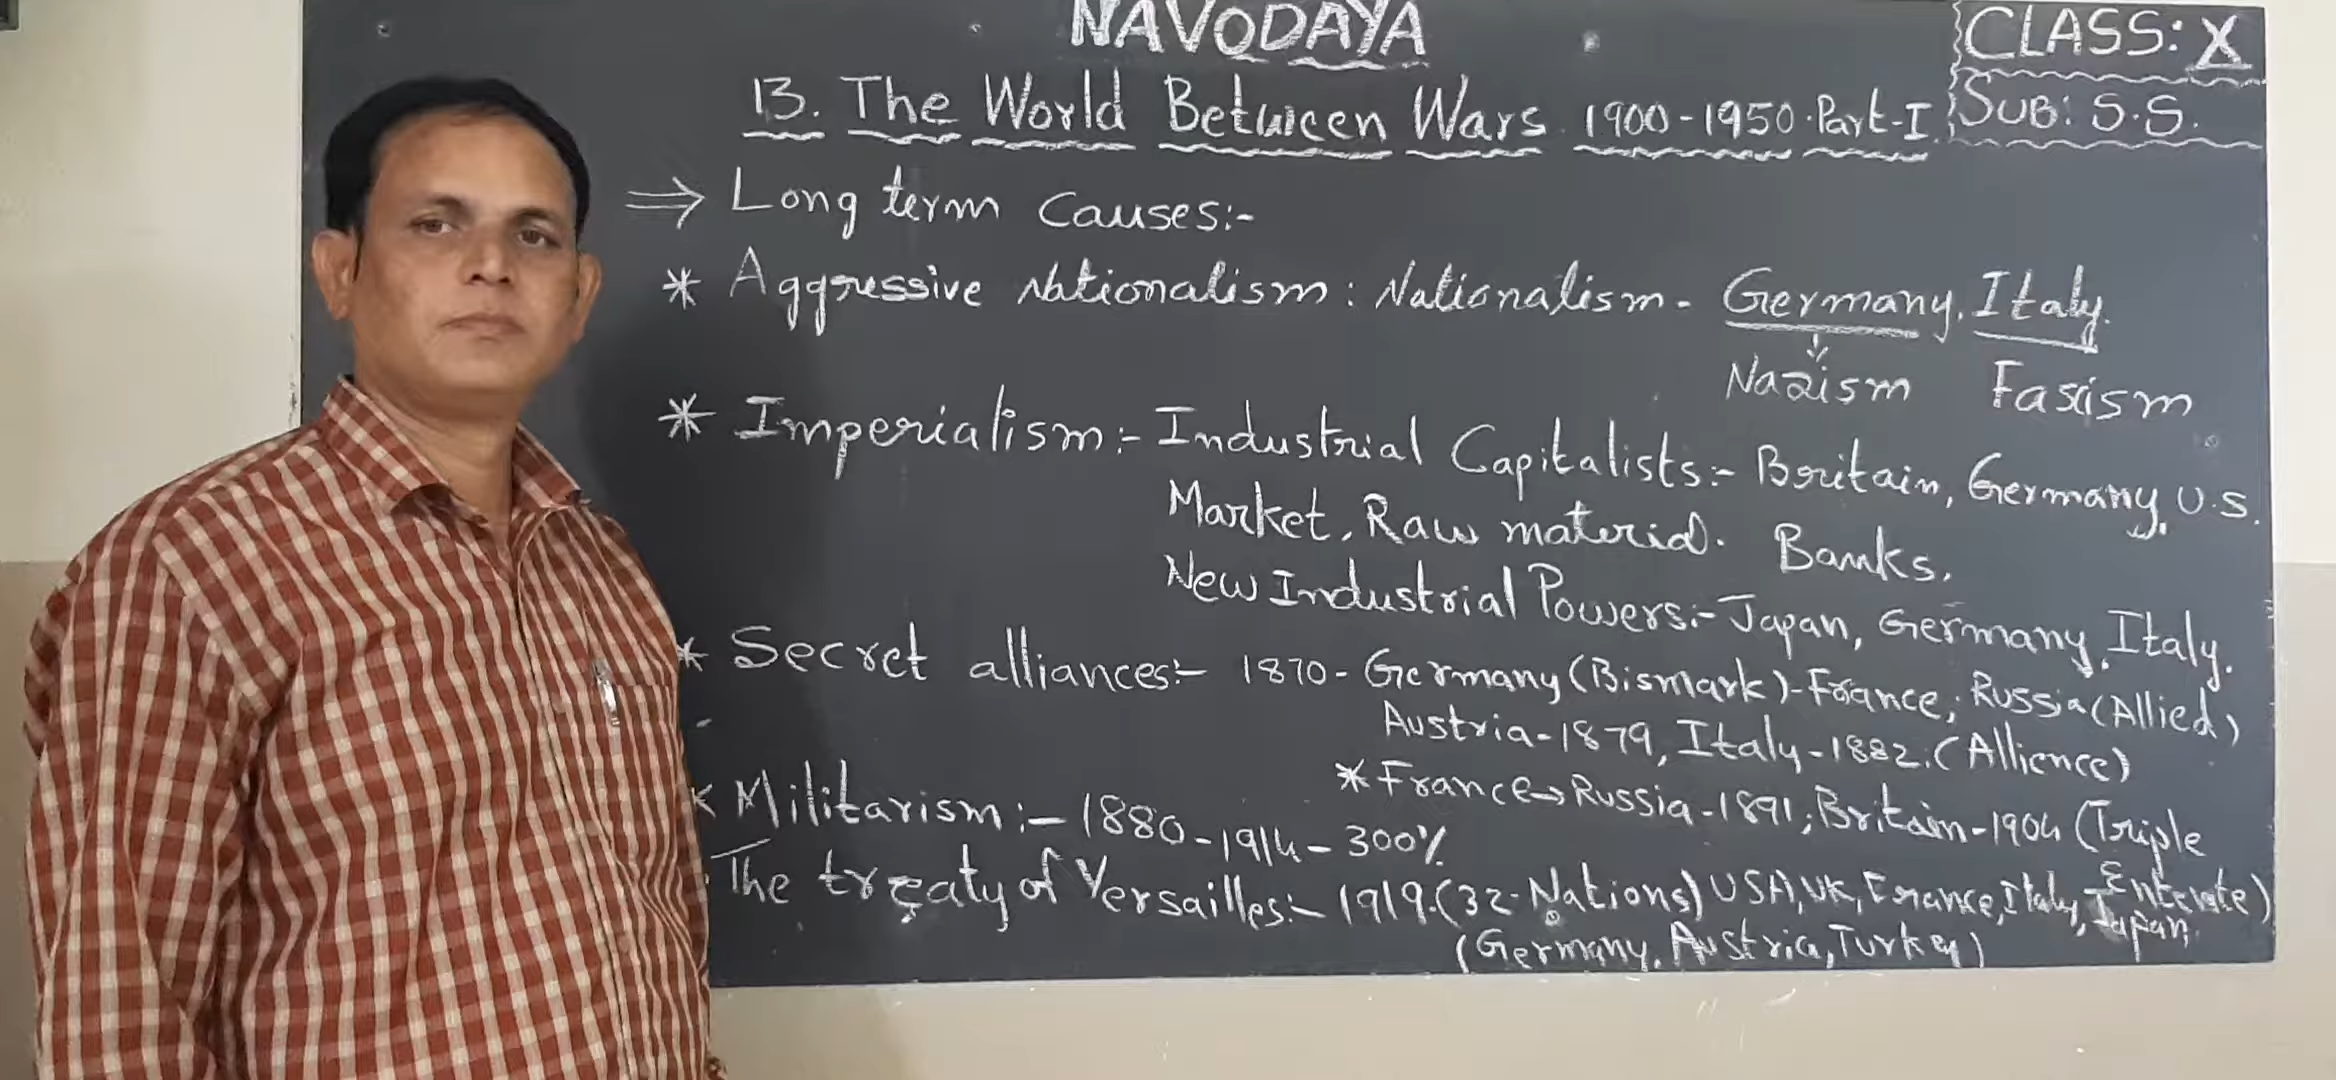 NAVODAYA
CLASS: X
13. The World Between Wars 1900-1950. Part-I.
SUB: S.S.
⇒ Long term Causes:-
* Aggressive Nationalism: Nationalism - Germany, Italy.
Nazism Fascism
* Imperialism:- Industrial Capitalists:- Britain, Germany, U.S.
Market, Raw material. Banks.
New Industrial Powers:- Japan, Germany, Italy.
* Secret alliances:- 1870- Germany (Bismark)-France; Russia (Allied)
Austria-1879, Italy-1882. (Allience)
* France→Russia-1891; Britain-1904 (Triple
Entente)
* Militarism:- 1880-1914- 300%
The treaty of Versailles:- 1919. (32-Nations) USA, UK, France, Italy, Japan,
(Germany, Austria, Turkey)